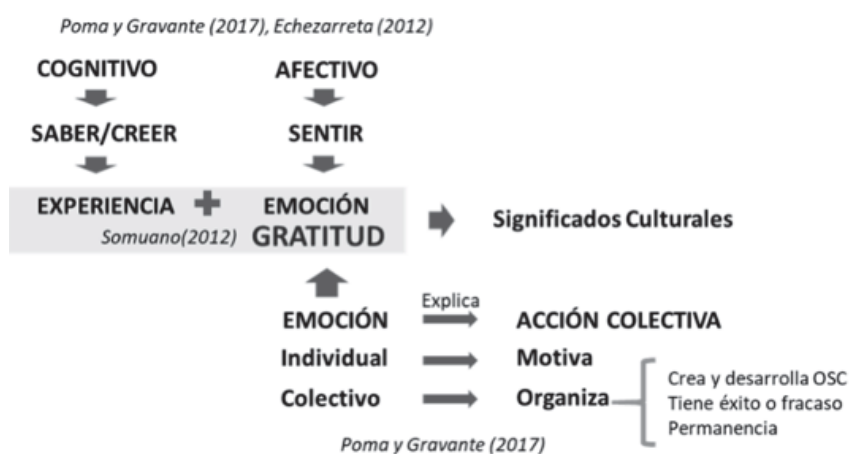 Poma y Gravante (2017), Echezarreta (2012)
COGNITIVO AFECTIVO
SABER/CREER SENTIR
EXPERIENCIA + EMOCIÓN
Somuano(2012) GRATITUD
Significados Culturales
Explica
EMOCIÓN ACCIÓN COLECTIVA
Individual Motiva
Colectivo Organiza
Crea y desarrolla OSC
Tiene éxito o fracaso
Permanencia
Poma y Gravante (2017)